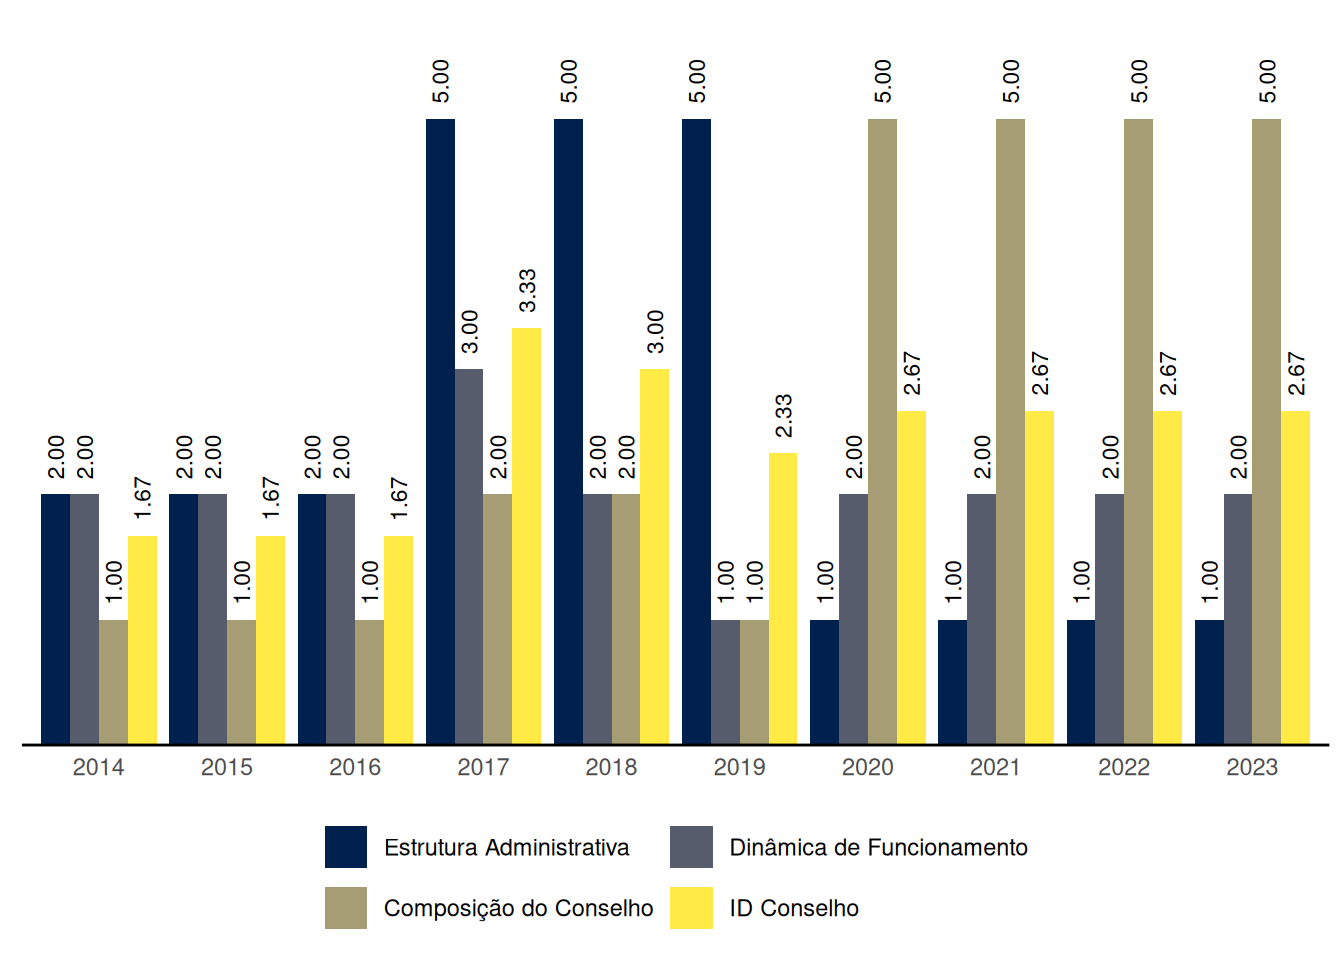 5.00 5.00 5.00 5.00 5.00 5.00 5.00
3.33
3.00 3.00
2.67 2.67 2.67 2.67
2.33
2.00 2.00 2.00 2.00 2.00 2.00 2.00 2.00 2.00 2.00 2.00 2.00 2.00
1.67 1.67 1.67
1.00 1.00 1.00 1.00 1.00 1.00 1.00 1.00 1.00
2014 2015 2016 2017 2018 2019 2020 2021 2022 2023
Estrutura Administrativa Dinâmica de Funcionamento
Composição do Conselho ID Conselho